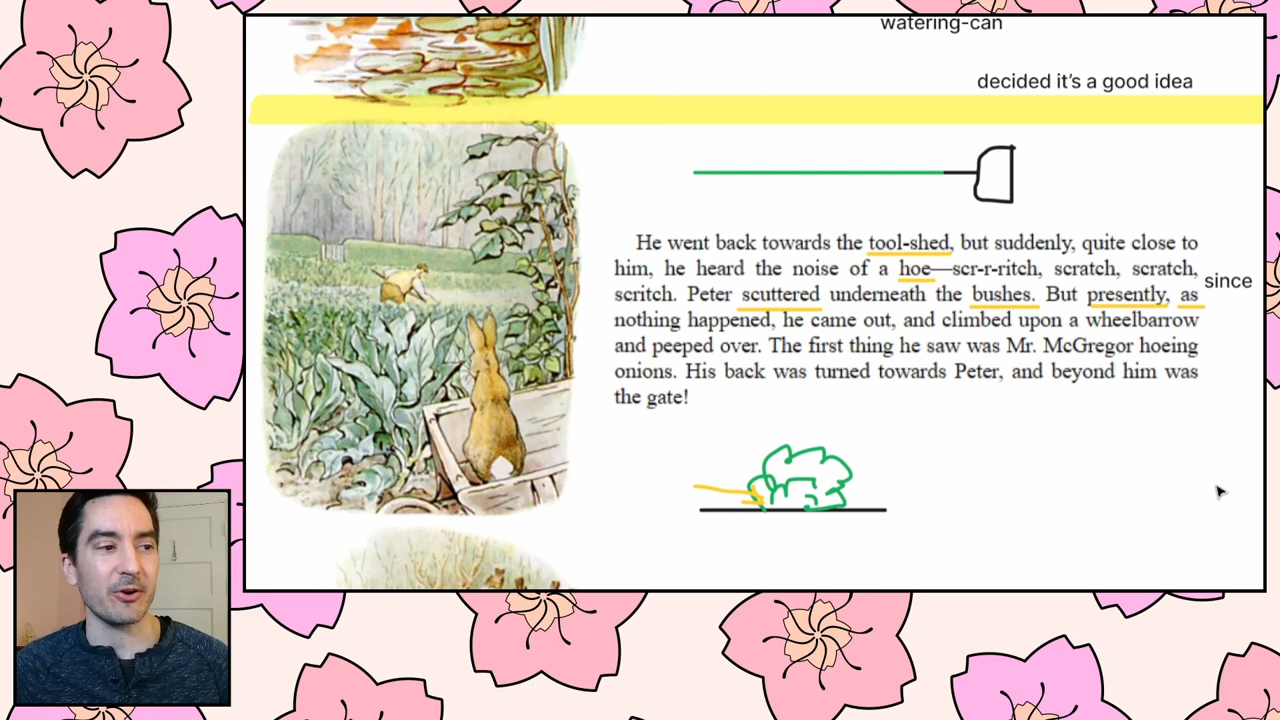 watering-can
decided it's a good idea
He went back towards the tool-shed, but suddenly, quite close to
him, he heard the noise of a hoe—scr-r-ritch, scratch, scratch,
scritch. Peter scuttered underneath the bushes. But presently, as
since
nothing happened, he came out, and climbed upon a wheelbarrow
and peeped over. The first thing he saw was Mr. McGregor hoeing
onions. His back was turned towards Peter, and beyond him was
the gate!